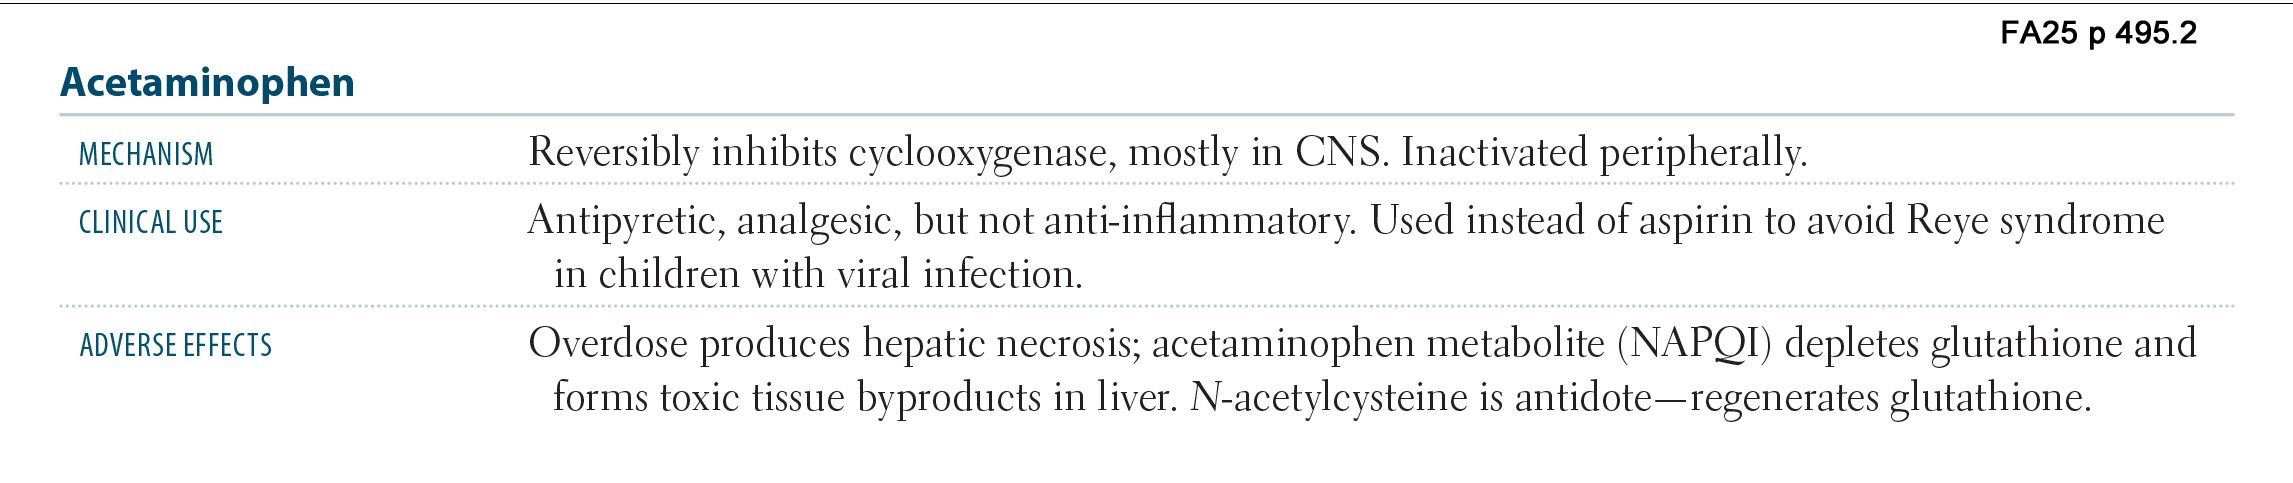 FA25 p 495.2
Acetaminophen
MECHANISM Reversibly inhibits cyclooxygenase, mostly in CNS. Inactivated peripherally.
CLINICAL USE Antipyretic, analgesic, but not anti-inflammatory. Used instead of aspirin to avoid Reye syndrome
in children with viral infection.
ADVERSE EFFECTS Overdose produces hepatic necrosis; acetaminophen metabolite (NAPQI) depletes glutathione and
forms toxic tissue byproducts in liver. N-acetylcysteine is antidote—regenerates glutathione.